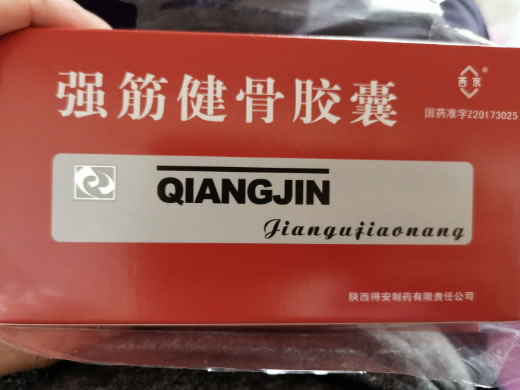 强筋健骨胶囊
西京®
国药准字Z20173025
QIANGJIN
Jiangujiaonang
陕西得安制药有限责任公司